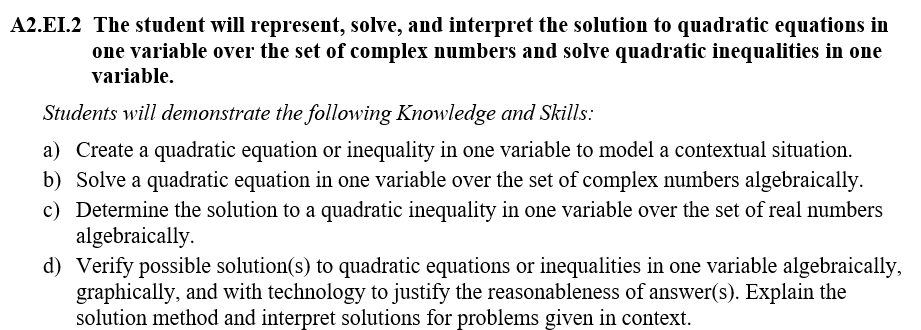 A2.EI.2 The student will represent, solve, and interpret the solution to quadratic equations in
one variable over the set of complex numbers and solve quadratic inequalities in one
variable.
Students will demonstrate the following Knowledge and Skills:
a) Create a quadratic equation or inequality in one variable to model a contextual situation.
b) Solve a quadratic equation in one variable over the set of complex numbers algebraically.
c) Determine the solution to a quadratic inequality in one variable over the set of real numbers
algebraically.
d) Verify possible solution(s) to quadratic equations or inequalities in one variable algebraically,
graphically, and with technology to justify the reasonableness of answer(s). Explain the
solution method and interpret solutions for problems given in context.